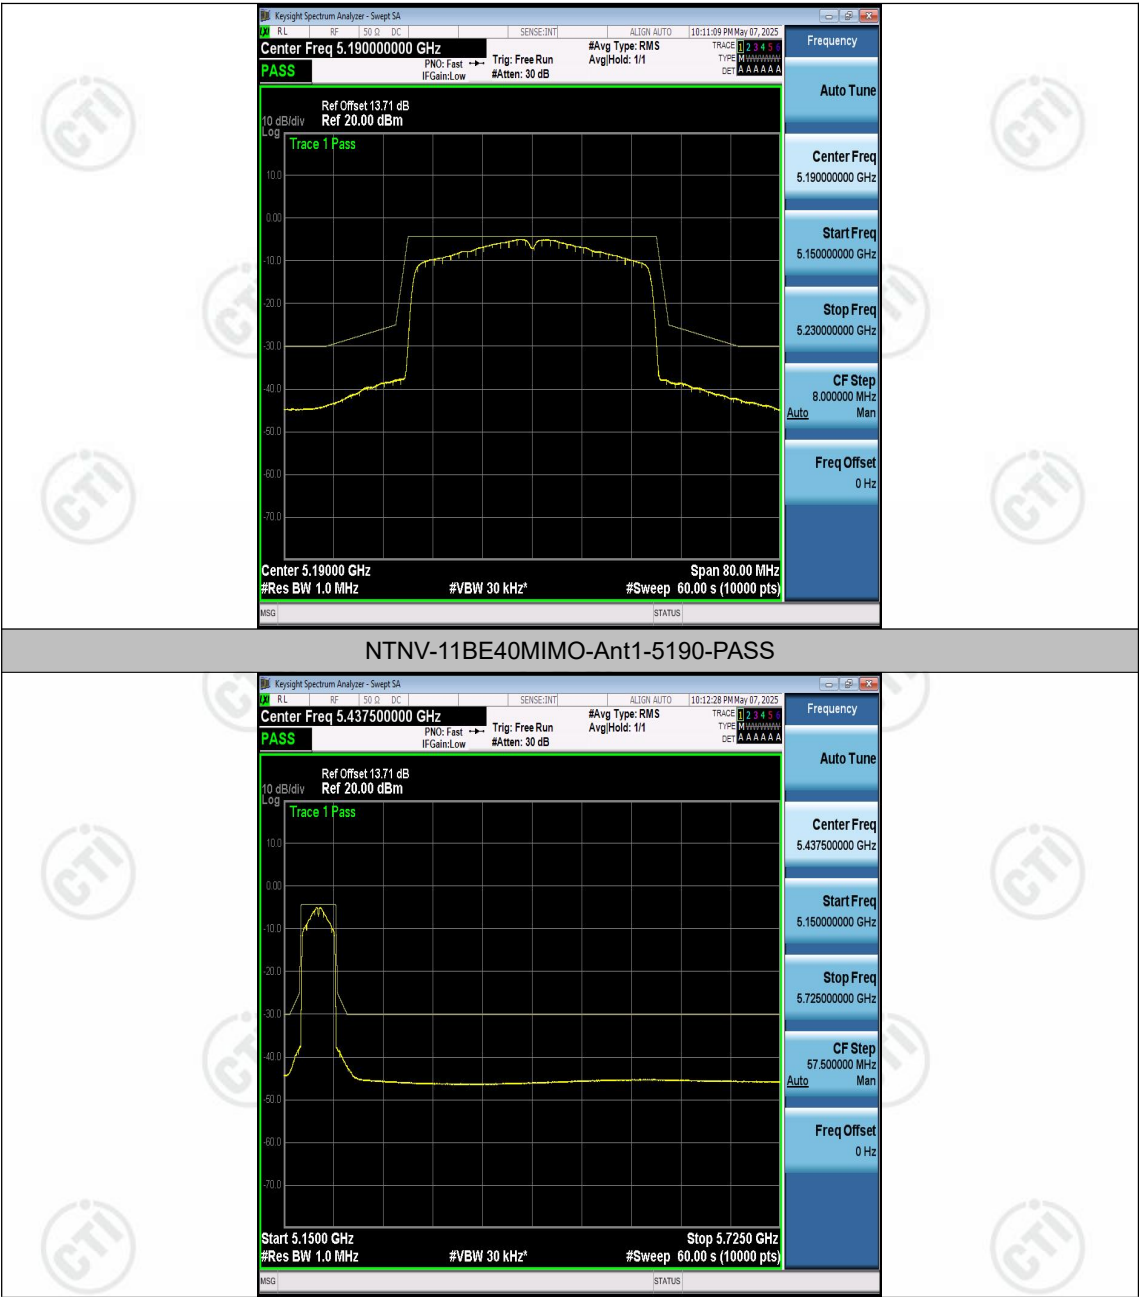 Keysight Spectrum Analyzer - Swept SA
RL RF 50 Ω DC SENSE:INT ALIGN AUTO 10:11:09 PM May 07, 2025
Center Freq 5.190000000 GHz
PASS
PNO: Fast
IFGain:Low
Trig: Free Run
#Atten: 30 dB
#Avg Type: RMS
Avg|Hold: 1/1
TRACE 1 2 3 4 5 6
TYPE M
DET A A A A A A
Ref Offset 13.71 dB
10 dB/div Ref 20.00 dBm
Log
Trace 1 Pass
10.0
0.00
-10.0
-20.0
-30.0
-40.0
-50.0
-60.0
-70.0
Center 5.19000 GHz Span 80.00 MHz
#Res BW 1.0 MHz #VBW 30 kHz* #Sweep 60.00 s (10000 pts)
MSG STATUS
Frequency
Auto Tune
Center Freq
5.190000000 GHz
Start Freq
5.150000000 GHz
Stop Freq
5.230000000 GHz
CF Step
8.000000 MHz
Auto Man
Freq Offset
0 Hz
NTNV-11BE40MIMO-Ant1-5190-PASS
Keysight Spectrum Analyzer - Swept SA
RL RF 50 Ω DC SENSE:INT ALIGN AUTO 10:12:28 PM May 07, 2025
Center Freq 5.437500000 GHz
PASS
PNO: Fast
IFGain:Low
Trig: Free Run
#Atten: 30 dB
#Avg Type: RMS
Avg|Hold: 1/1
TRACE 1 2 3 4 5 6
TYPE M
DET A A A A A A
Ref Offset 13.71 dB
10 dB/div Ref 20.00 dBm
Log
Trace 1 Pass
10.0
0.00
-10.0
-20.0
-30.0
-40.0
-50.0
-60.0
-70.0
Start 5.1500 GHz Stop 5.7250 GHz
#Res BW 1.0 MHz #VBW 30 kHz* #Sweep 60.00 s (10000 pts)
MSG STATUS
Frequency
Auto Tune
Center Freq
5.437500000 GHz
Start Freq
5.150000000 GHz
Stop Freq
5.725000000 GHz
CF Step
57.500000 MHz
Auto Man
Freq Offset
0 Hz
CTI
CTI
CTI
CTI
CTI
CTI
CTI
CTI